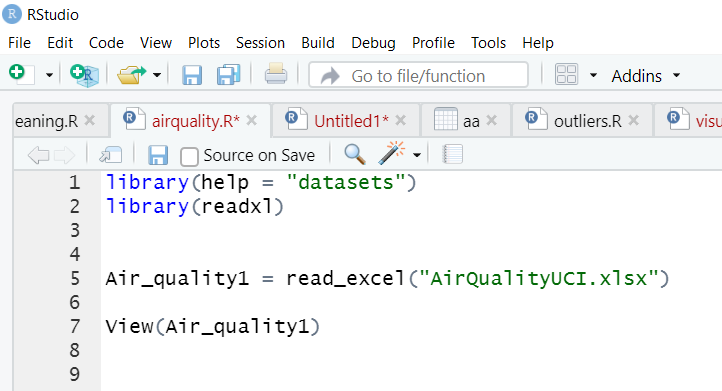 RStudio
File Edit Code View Plots Session Build Debug Profile Tools Help
Go to file/function Addins
eaning.R airquality.R* Untitled1* aa outliers.R visu
Source on Save
1 library(help = "datasets")
2 library(readxl)
3
4
5 Air_quality1 = read_excel("AirQualityUCI.xlsx")
6
7 View(Air_quality1)
8
9